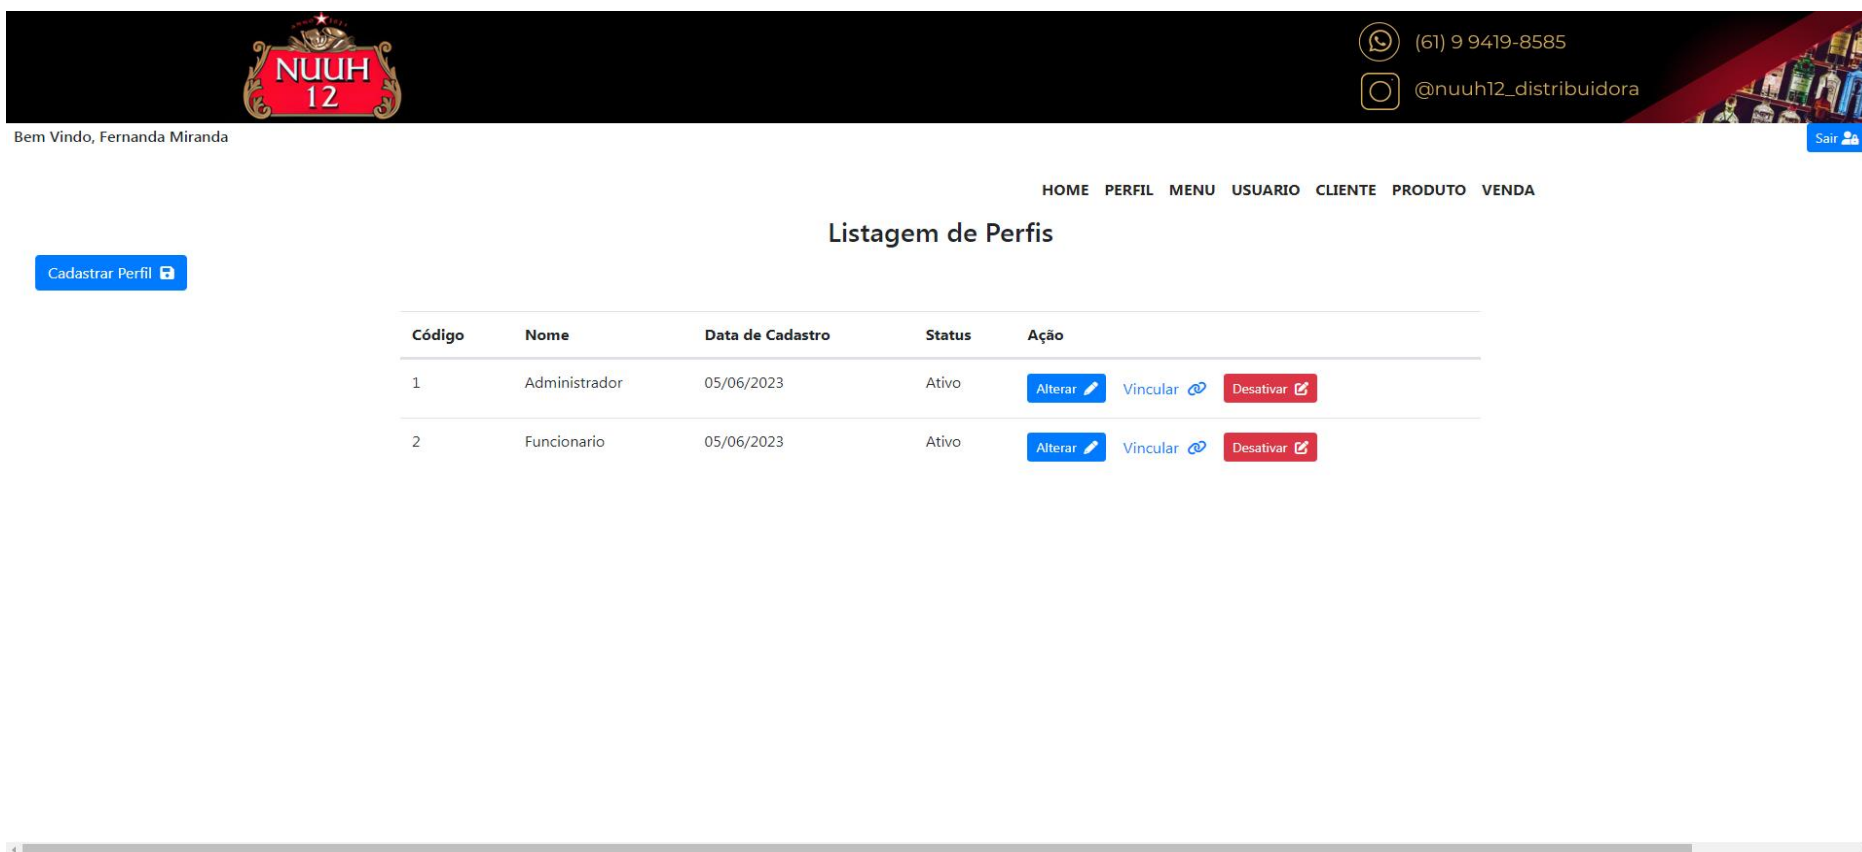 NUUH
12
(61) 9 9419-8585
@nuuh12_distribuidora
Bem Vindo, Fernanda Miranda
Sair
HOME PERFIL MENU USUARIO CLIENTE PRODUTO VENDA
Listagem de Perfis
Cadastrar Perfil
Código Nome Data de Cadastro Status Ação
1 Administrador 05/06/2023 Ativo Alterar Vincular Desativar
2 Funcionario 05/06/2023 Ativo Alterar Vincular Desativar